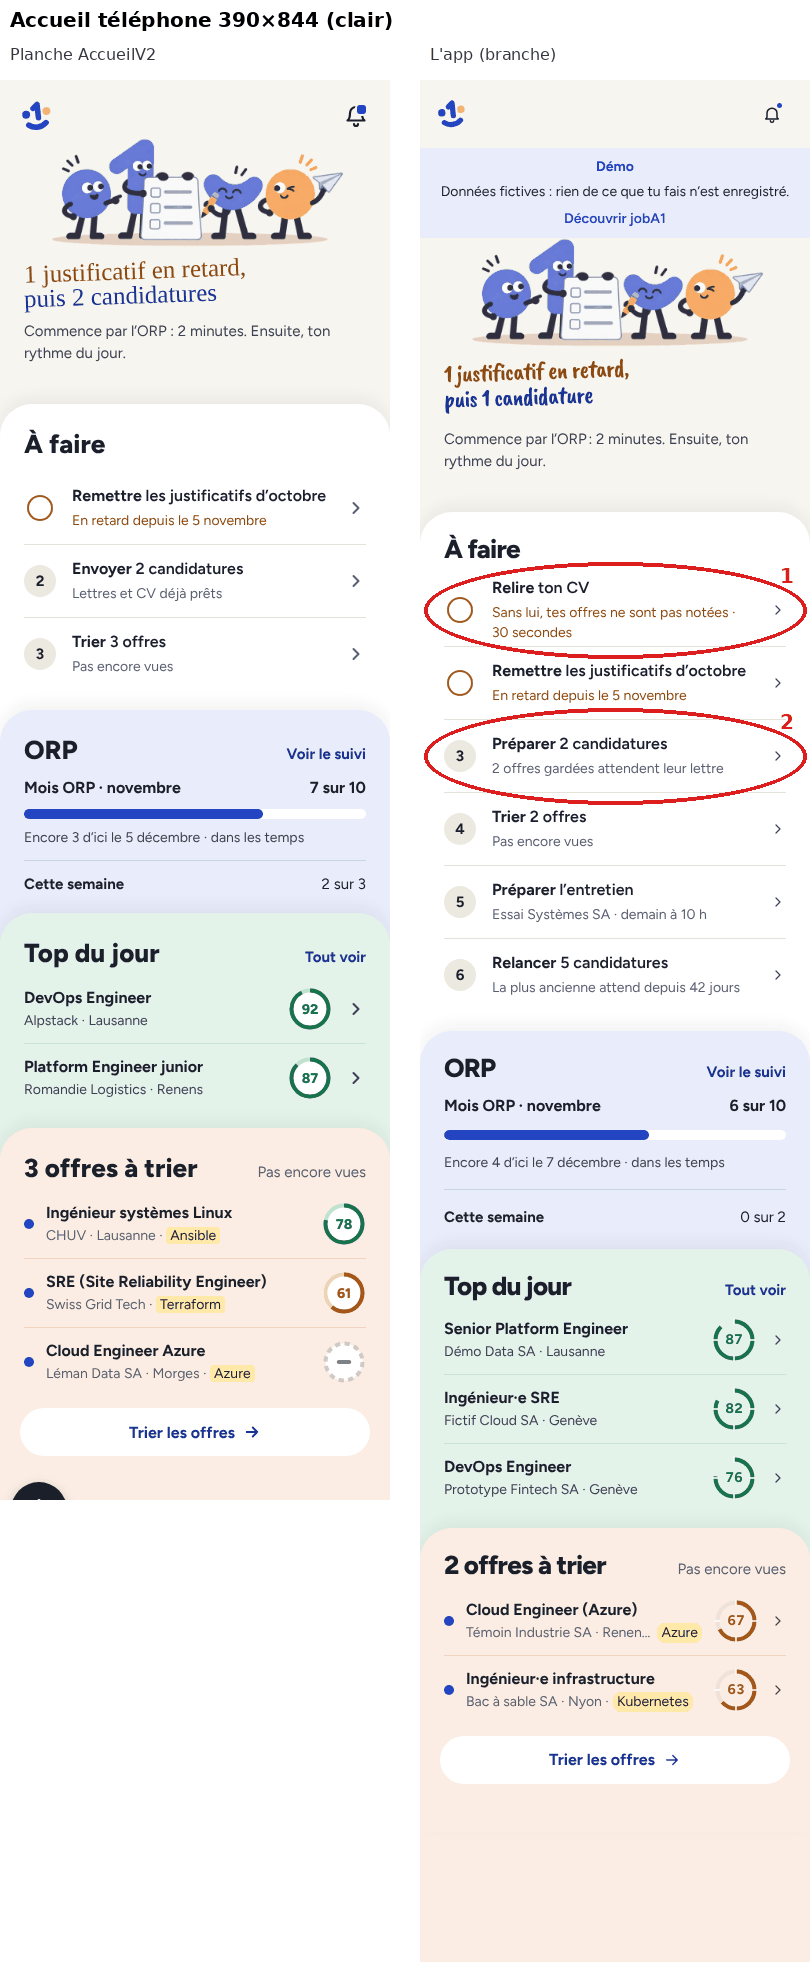 Accueil téléphone 390×844 (clair)
Planche AccueilV2
1 justificatif en retard,
puis 2 candidatures
Commence par l’ORP : 2 minutes. Ensuite, ton
rythme du jour.
À faire
Remettre les justificatifs d’octobre
En retard depuis le 5 novembre
2
Envoyer 2 candidatures
Lettres et CV déjà prêts
3
Trier 3 offres
Pas encore vues
ORP
Voir le suivi
Mois ORP · novembre
7 sur 10
Encore 3 d’ici le 5 décembre · dans les temps
Cette semaine
2 sur 3
Top du jour
Tout voir
DevOps Engineer
Alpstack · Lausanne
92
Platform Engineer junior
Romandie Logistics · Renens
87
3 offres à trier
Pas encore vues
Ingénieur systèmes Linux
CHUV · Lausanne · Ansible
78
SRE (Site Reliability Engineer)
Swiss Grid Tech · Terraform
61
Cloud Engineer Azure
Léman Data SA · Morges · Azure
Trier les offres →
L'app (branche)
Démo
Données fictives : rien de ce que tu fais n’est enregistré.
Découvrir jobA1
1 justificatif en retard,
puis 1 candidature
Commence par l’ORP : 2 minutes. Ensuite, ton
rythme du jour.
À faire
1
Relire ton CV
Sans lui, tes offres ne sont pas notées ·
30 secondes
Remettre les justificatifs d’octobre
En retard depuis le 5 novembre
2
3
Préparer 2 candidatures
2 offres gardées attendent leur lettre
4
Trier 2 offres
Pas encore vues
5
Préparer l’entretien
Essai Systèmes SA · demain à 10 h
6
Relancer 5 candidatures
La plus ancienne attend depuis 42 jours
ORP
Voir le suivi
Mois ORP · novembre
6 sur 10
Encore 4 d’ici le 7 décembre · dans les temps
Cette semaine
0 sur 2
Top du jour
Tout voir
Senior Platform Engineer
Démo Data SA · Lausanne
87
Ingénieur·e SRE
Fictif Cloud SA · Genève
82
DevOps Engineer
Prototype Fintech SA · Genève
76
2 offres à trier
Pas encore vues
Cloud Engineer (Azure)
Témoin Industrie SA · Renen… Azure
67
Ingénieur·e infrastructure
Bac à sable SA · Nyon · Kubernetes
63
Trier les offres →